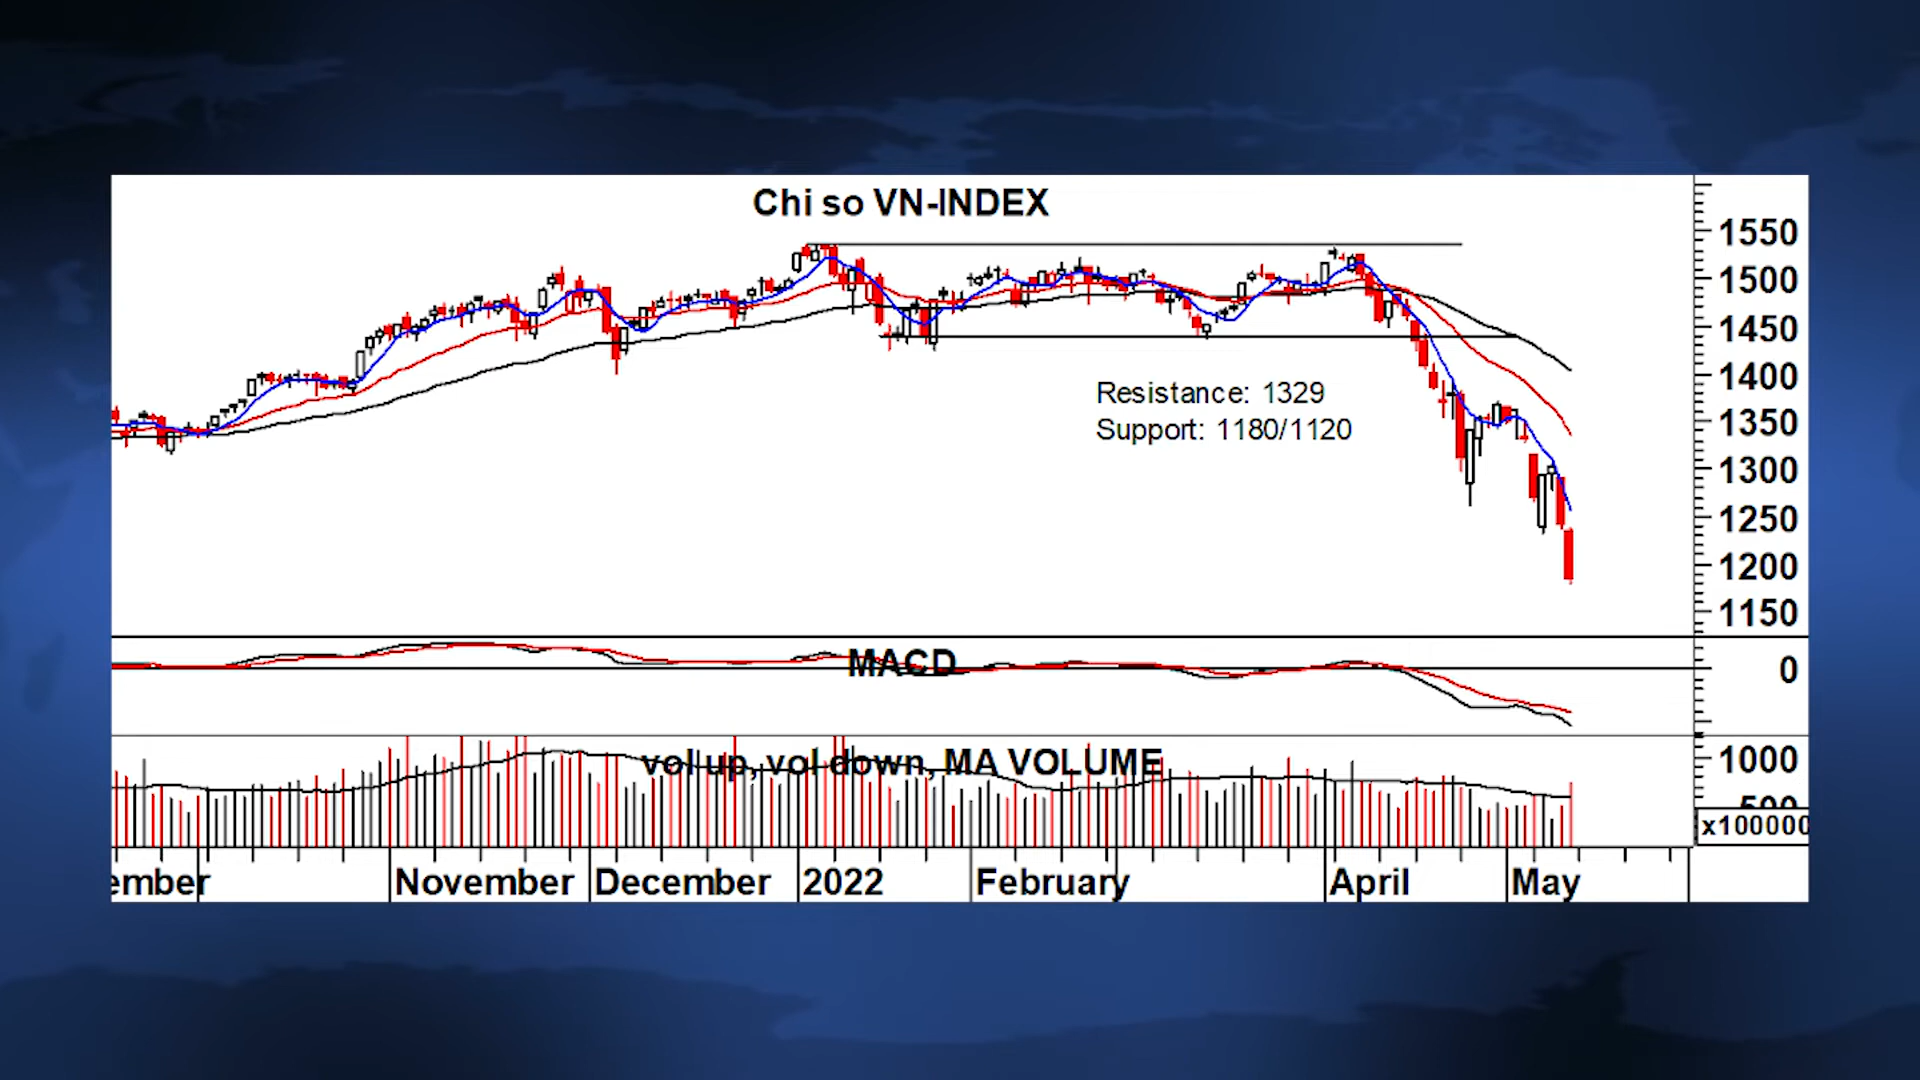 Chi so VN-INDEX
1550
1500
1450
1400
Resistance: 1329
1350
Support: 1180/1120
1300
1250
1200
1150
MACD
0
vol up, vol down, MA VOLUME
1000
500
x100000
ember
November
December
2022
February
April
May